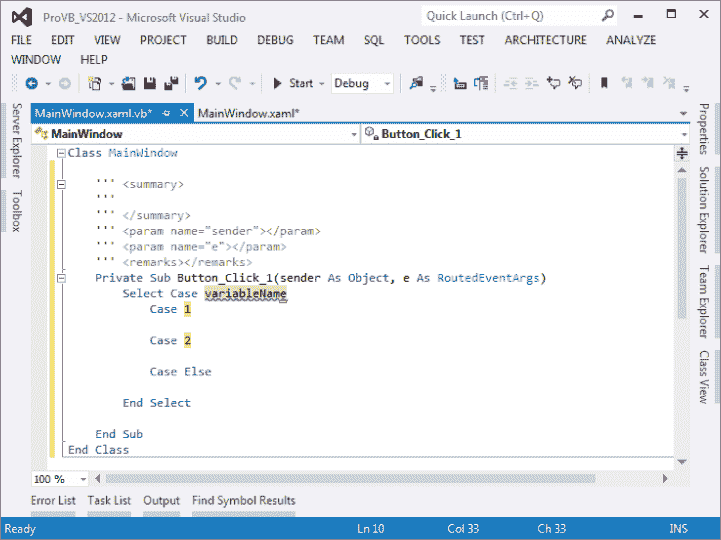 ProVB_VS2012 - Microsoft Visual Studio
Quick Launch (Ctrl+Q)
FILE EDIT VIEW PROJECT BUILD DEBUG TEAM SQL TOOLS TEST ARCHITECTURE ANALYZE
WINDOW HELP
Start Debug
MainWindow.xaml.vb* MainWindow.xaml*
MainWindow Button_Click_1
Server Explorer
Toolbox
Class MainWindow
''' <summary>
'''
''' </summary>
''' <param name="sender"></param>
''' <param name="e"></param>
''' <remarks></remarks>
Private Sub Button_Click_1(sender As Object, e As RoutedEventArgs)
Select Case variableName
Case 1
Case 2
Case Else
End Select
End Sub
End Class
Properties
Solution Explorer
Team Explorer
Class View
100 %
Error List Task List Output Find Symbol Results
Ready Ln 10 Col 33 Ch 33 INS